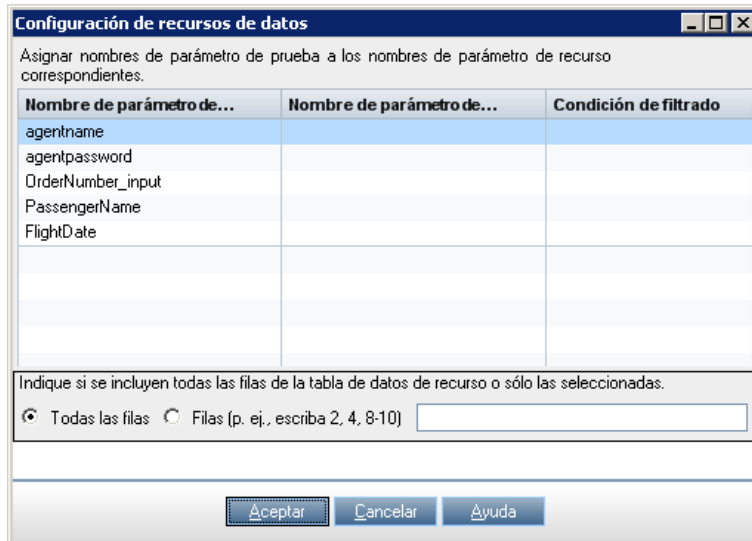 Configuración de recursos de datos
Asignar nombres de parámetro de prueba a los nombres de parámetro de recurso
correspondientes.
Nombre de parámetro de... Nombre de parámetro de... Condición de filtrado
agentname
agentpassword
OrderNumber_input
PassengerName
FlightDate
Indique si se incluyen todas las filas de la tabla de datos de recurso o sólo las seleccionadas.
Todas las filas Filas (p. ej., escriba 2, 4, 8-10)
Aceptar Cancelar Ayuda